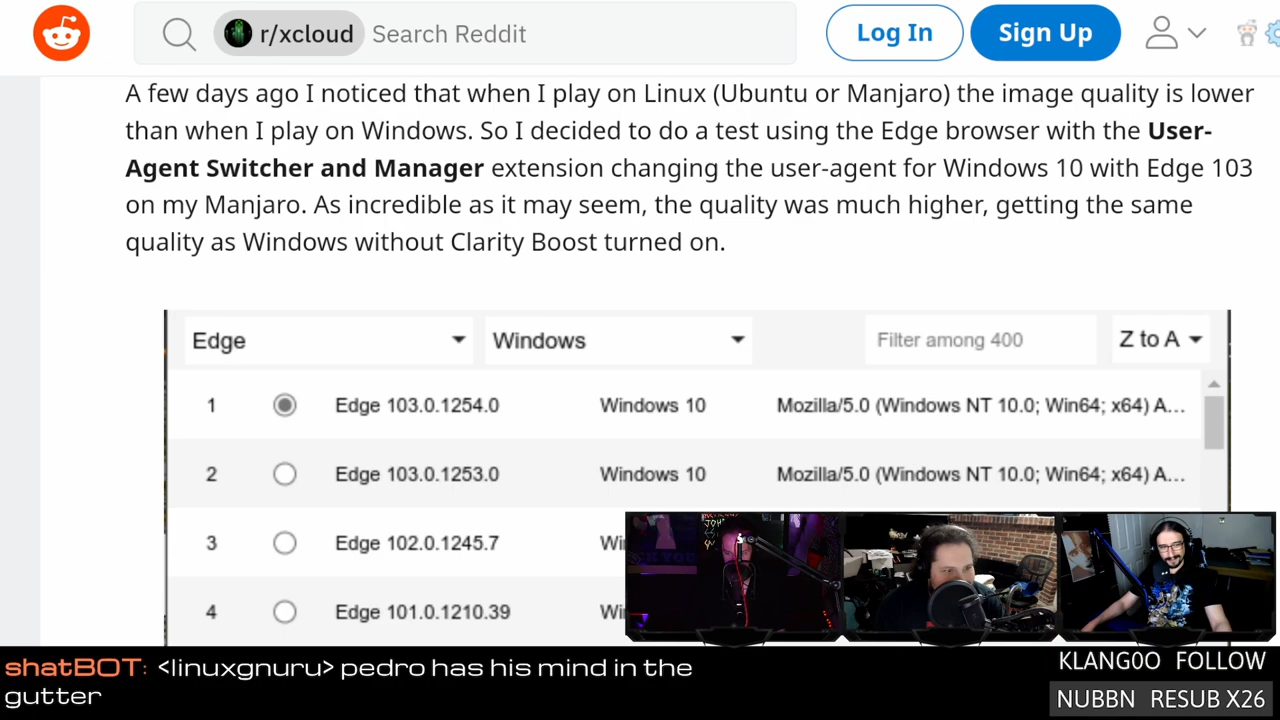 r/xcloud Search Reddit Log In Sign Up
A few days ago I noticed that when I play on Linux (Ubuntu or Manjaro) the image quality is lower
than when I play on Windows. So I decided to do a test using the Edge browser with the User-
Agent Switcher and Manager extension changing the user-agent for Windows 10 with Edge 103
on my Manjaro. As incredible as it may seem, the quality was much higher, getting the same
quality as Windows without Clarity Boost turned on.
Edge Windows Filter among 400 Z to A
1 Edge 103.0.1254.0 Windows 10 Mozilla/5.0 (Windows NT 10.0; Win64; x64) A...
2 Edge 103.0.1253.0 Windows 10 Mozilla/5.0 (Windows NT 10.0; Win64; x64) A...
3 Edge 102.0.1245.7
4 Edge 101.0.1210.39
shatBOT: <linuxgnuru> pedro has his mind in the
gutter
KLANG0O FOLLOW
NUBBN RESUB X26